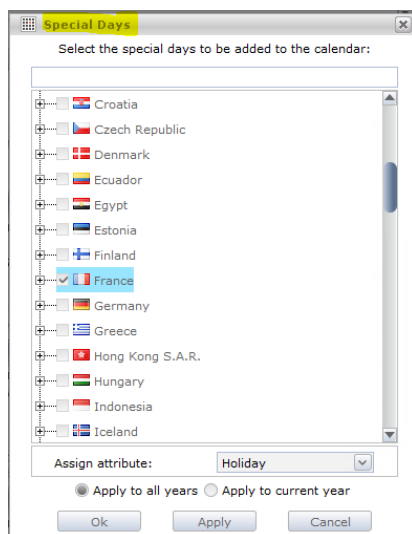 Special Days
Select the special days to be added to the calendar:
Croatia
Czech Republic
Denmark
Ecuador
Egypt
Estonia
Finland
France
Germany
Greece
Hong Kong S.A.R.
Hungary
Indonesia
Iceland
Assign attribute: Holiday
Apply to all years Apply to current year
Ok Apply Cancel